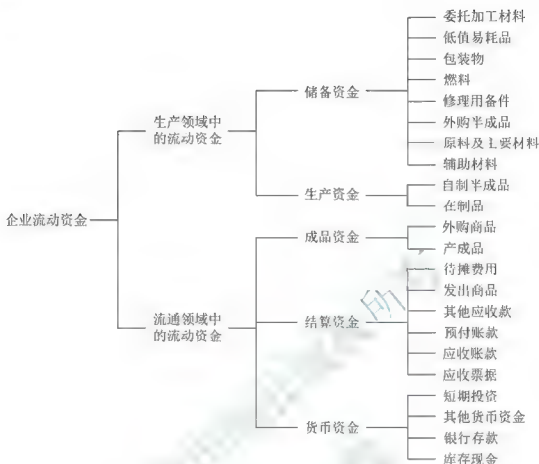 企业流动资金
生产领域中
的流动资金
储备资金
委托加工材料
低值易耗品
包装物
燃料
修理用备件
外购半成品
原料及主要材料
辅助材料
生产资金
自制半成品
在制品
流通领域中
的流动资金
成品资金
外购商品
产成品
结算资金
待摊费用
发出商品
其他应收款
预付账款
应收账款
应收票据
货币资金
短期投资
其他货币资金
银行存款
库存现金